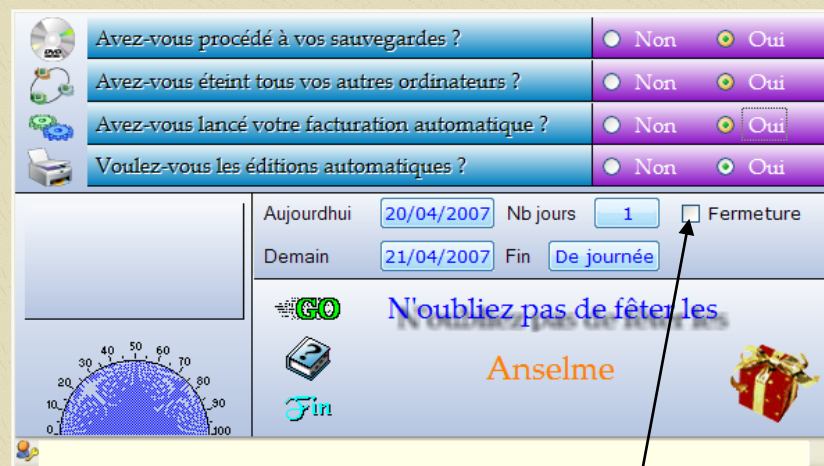 Avez-vous procédé à vos sauvegardes ? Non Oui
Avez-vous éteint tous vos autres ordinateurs ? Non Oui
Avez-vous lancé votre facturation automatique ? Non Oui
Voulez-vous les éditions automatiques ? Non Oui
Aujourdhui 20/04/2007 Nb jours 1 Fermeture
Demain 21/04/2007 Fin De journée
GO N'oubliez pas de fêter les
Anselme
Fin
0 10 20 30 40 50 60 70 80 90 100
DVD